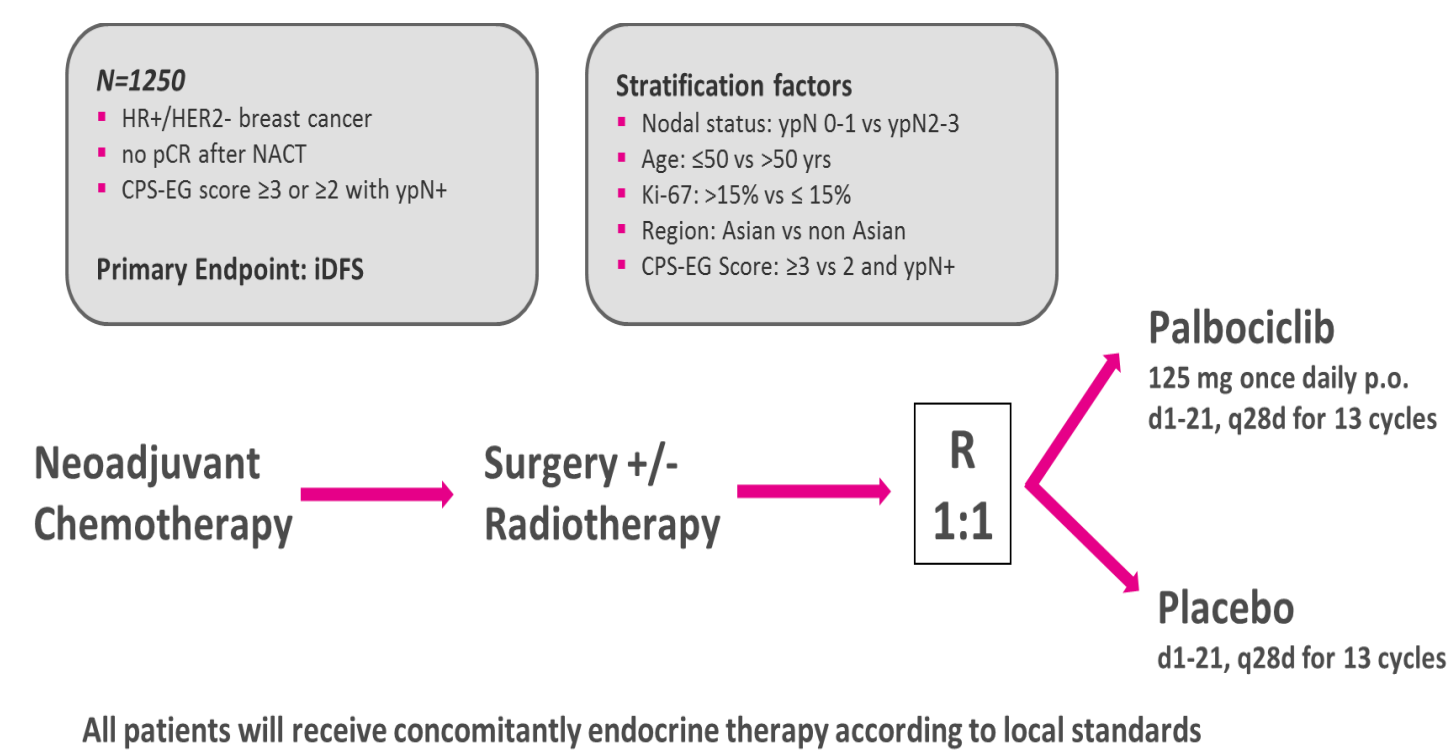 N=1250
▪ HR+/HER2- breast cancer
▪ no pCR after NACT
▪ CPS-EG score ≥3 or ≥2 with ypN+
Primary Endpoint: iDFS
Stratification factors
▪ Nodal status: ypN 0-1 vs ypN2-3
▪ Age: ≤50 vs >50 yrs
▪ Ki-67: >15% vs ≤ 15%
▪ Region: Asian vs non Asian
▪ CPS-EG Score: ≥3 vs 2 and ypN+
Neoadjuvant
Chemotherapy
Surgery +/-
Radiotherapy
R
1:1
Palbociclib
125 mg once daily p.o.
d1-21, q28d for 13 cycles
Placebo
d1-21, q28d for 13 cycles
All patients will receive concomitantly endocrine therapy according to local standards